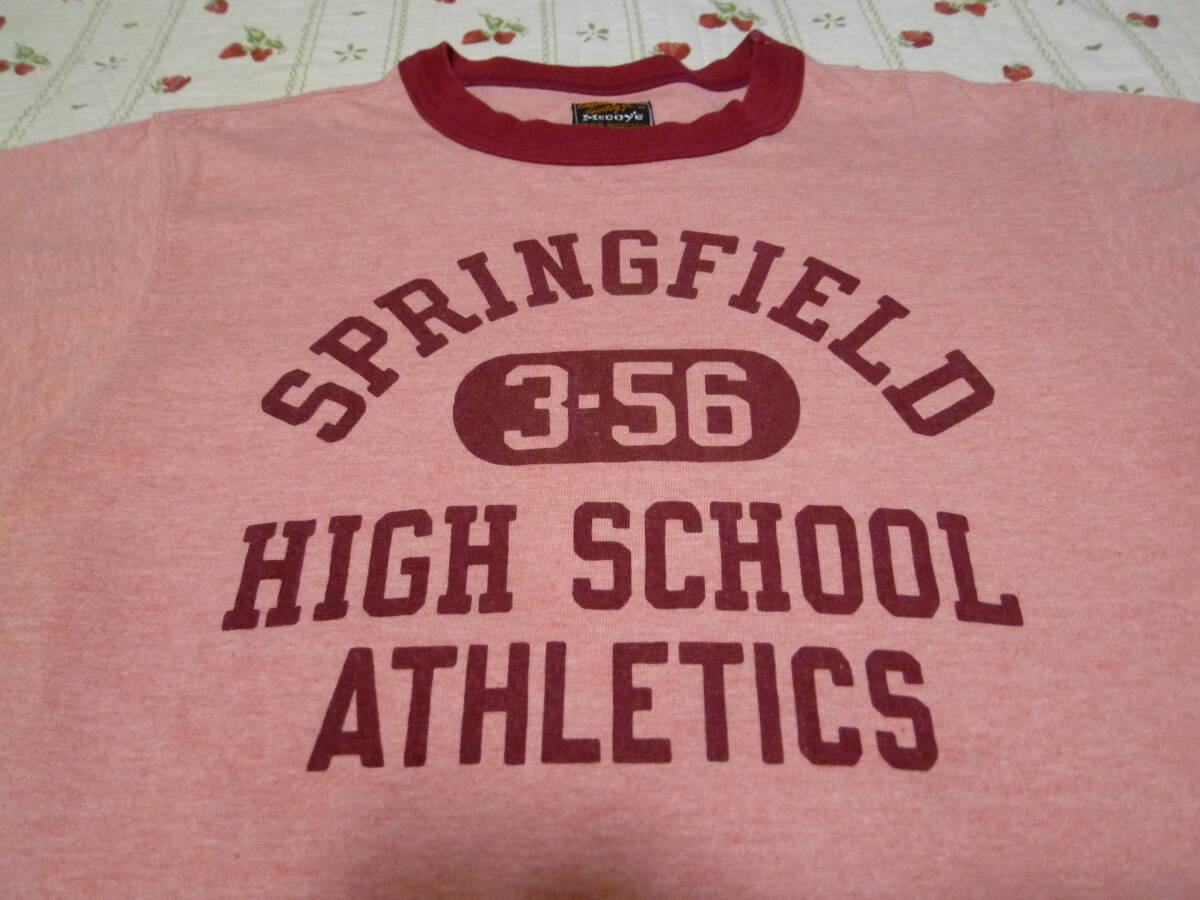 McCOY'S
SPRINGFIELD
3-56
HIGH SCHOOL
ATHLETICS